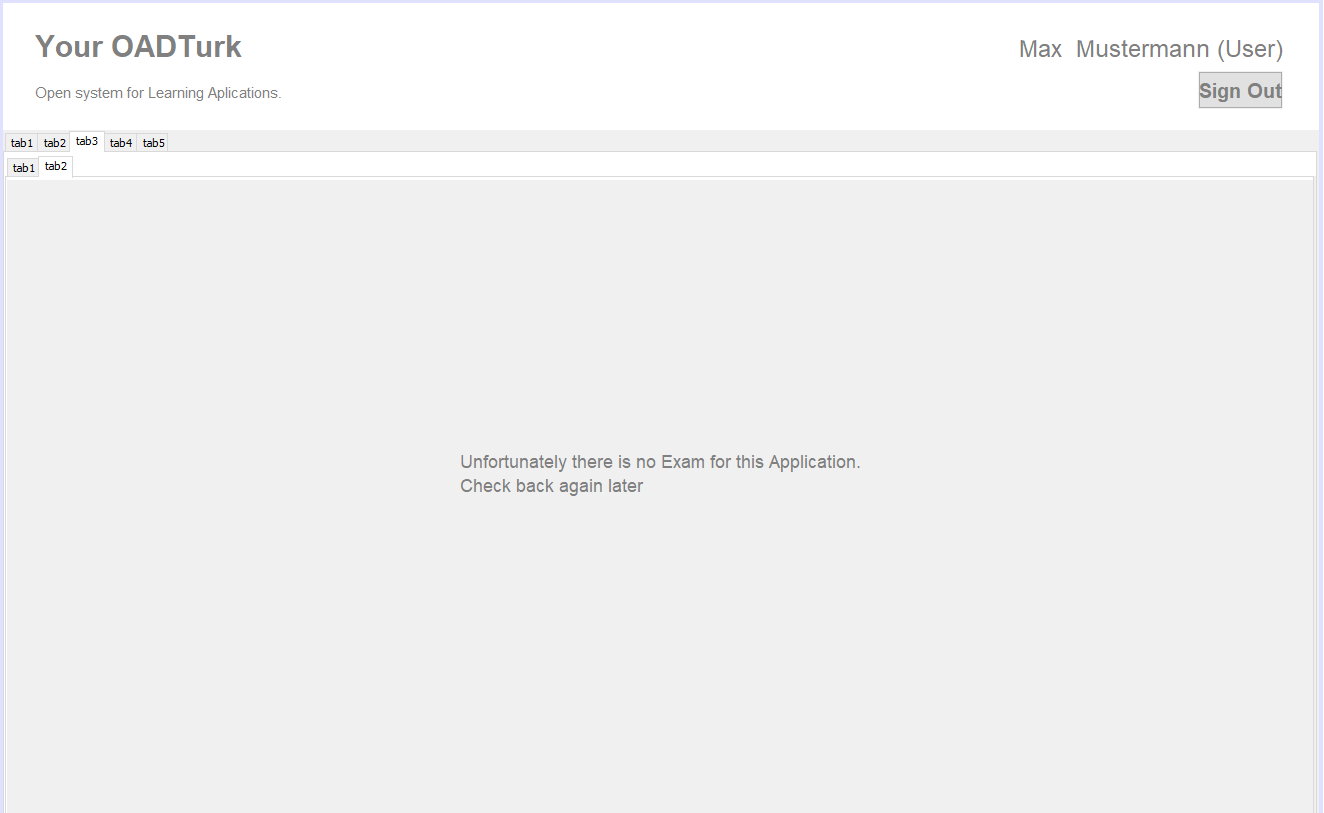 Your OADTurk
Max  Mustermann (User)
Open system for Learning Aplications.
Sign Out
tab1 tab2 tab3 tab4 tab5
tab1 tab2
Unfortunately there is no Exam for this Application.
Check back again later